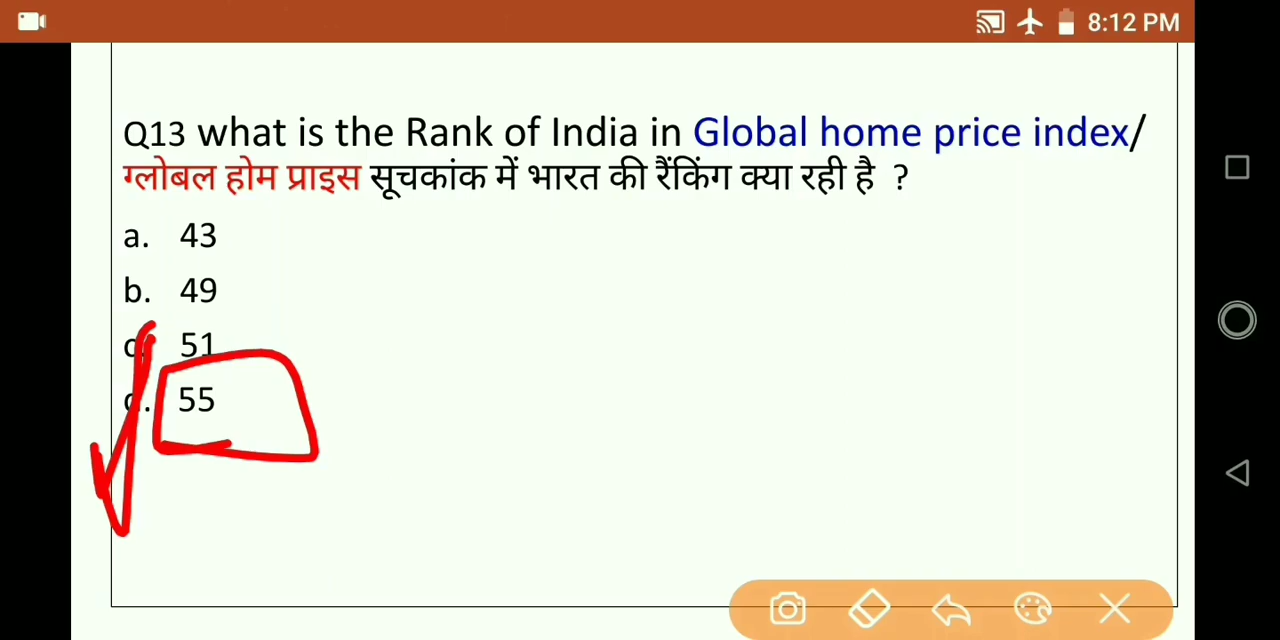 8:12 PM
Q13 what is the Rank of India in Global home price index/
ग्लोबल होम प्राइस सूचकांक में भारत की रैंकिंग क्या रही है ?
a. 43
b. 49
c. 51
d. 55